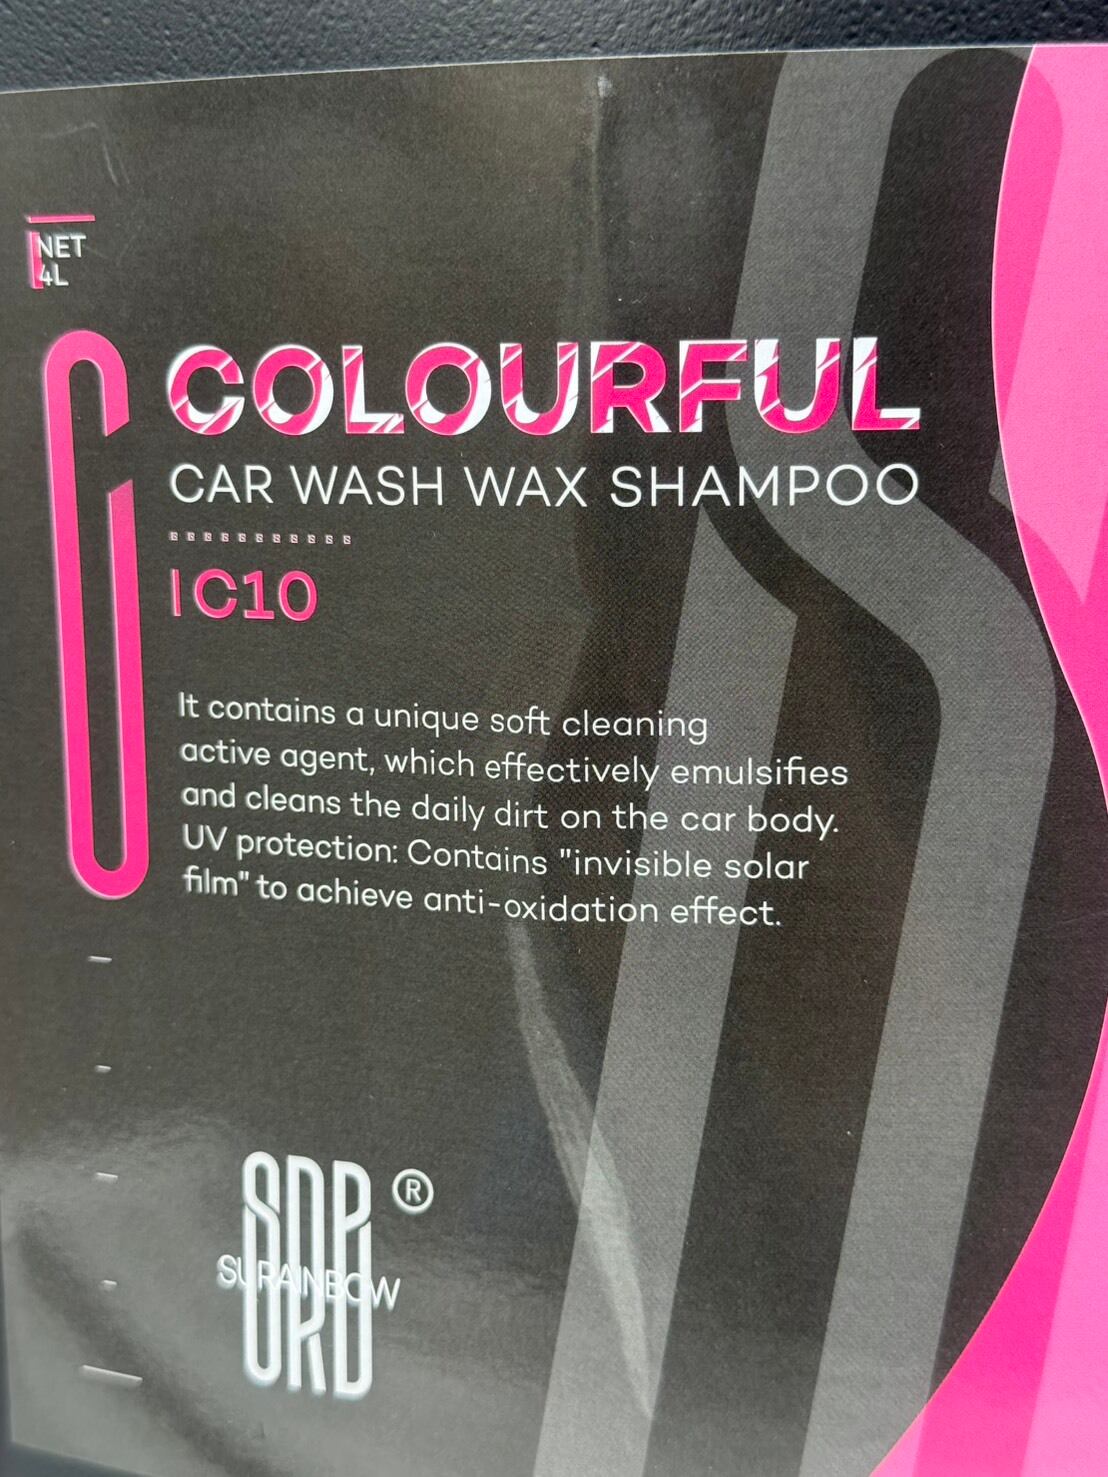 NET
4L
COLOURFUL
CAR WASH WAX SHAMPOO
C10
It contains a unique soft cleaning
active agent, which effectively emulsifies
and cleans the daily dirt on the car body.
UV protection: Contains "invisible solar
film" to achieve anti-oxidation effect.
®
SURAINBOW